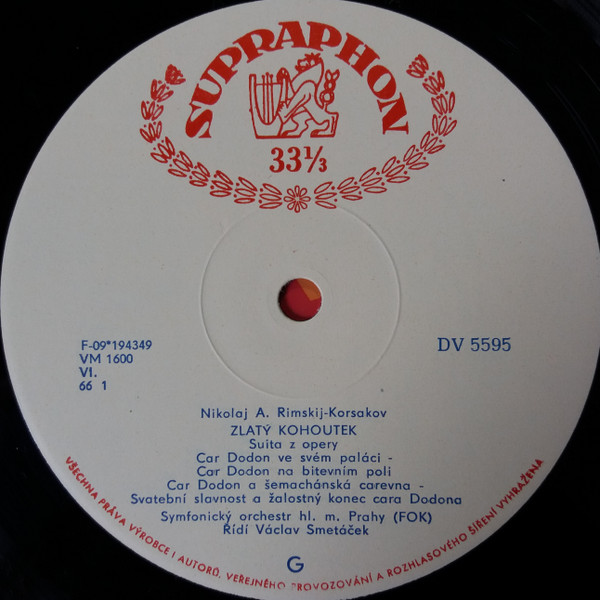 SUPRAPHON
33⅓
F-09*194349
VM 1600
VI.
66 1
DV 5595
Nikolaj A. Rimskij-Korsakov
ZLATÝ KOHOUTEK
Suita z opery
Car Dodon ve svém paláci -
Car Dodon na bitevním poli
Car Dodon a šemachánská carevna -
Svatební slavnost a žalostný konec cara Dodona
Symfonický orchestr hl. m. Prahy (FOK)
Řídí Václav Smetáček
G
VŠECHNA PRÁVA VÝROBCE I AUTORŮ, VEŘEJNÉHO PROVOZOVÁNÍ A ROZHLASOVÉHO ŠÍŘENÍ VYHRAŽENA